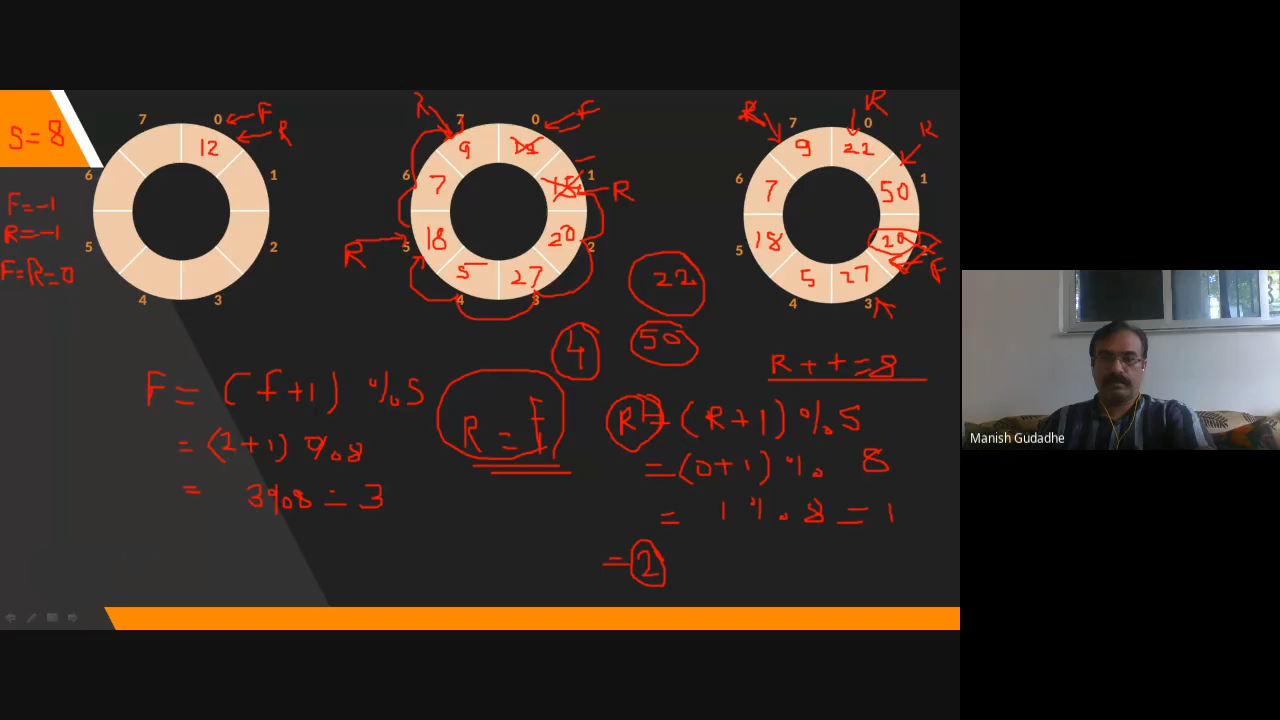 S = 8
F = -1
R = -1
F = R = 0
7 0 F
R
12
6 1
5 2
4 3
R 7 0 F
9
6 7 1
R
R 5 18 20 2
5 27
4 3
R 7 0 R
R
9 22
6 7 50 1
5 18 20 2
F
5 27
4 3
22
50
4
F = (f+1) % S
= (2+1) % 8
= 3%8 = 3
R = F
R++ = 8
R = (R+1) % S
= (0+1) % 8
= 1 % 8 = 1
= 2
Manish Gudadhe